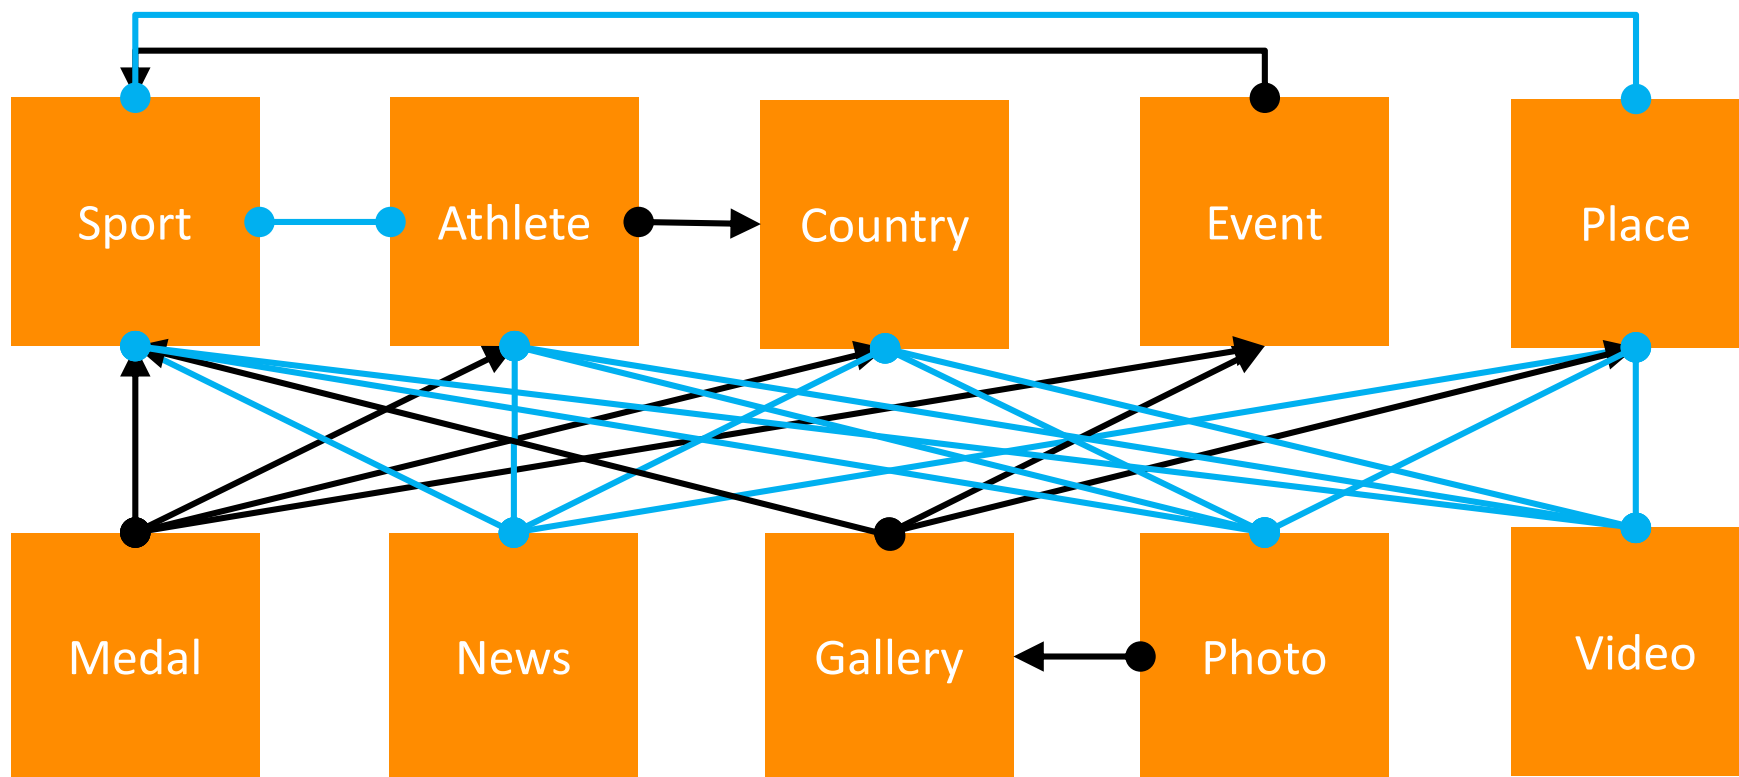 Sport
Athlete
Country
Event
Place
Medal
News
Gallery
Photo
Video